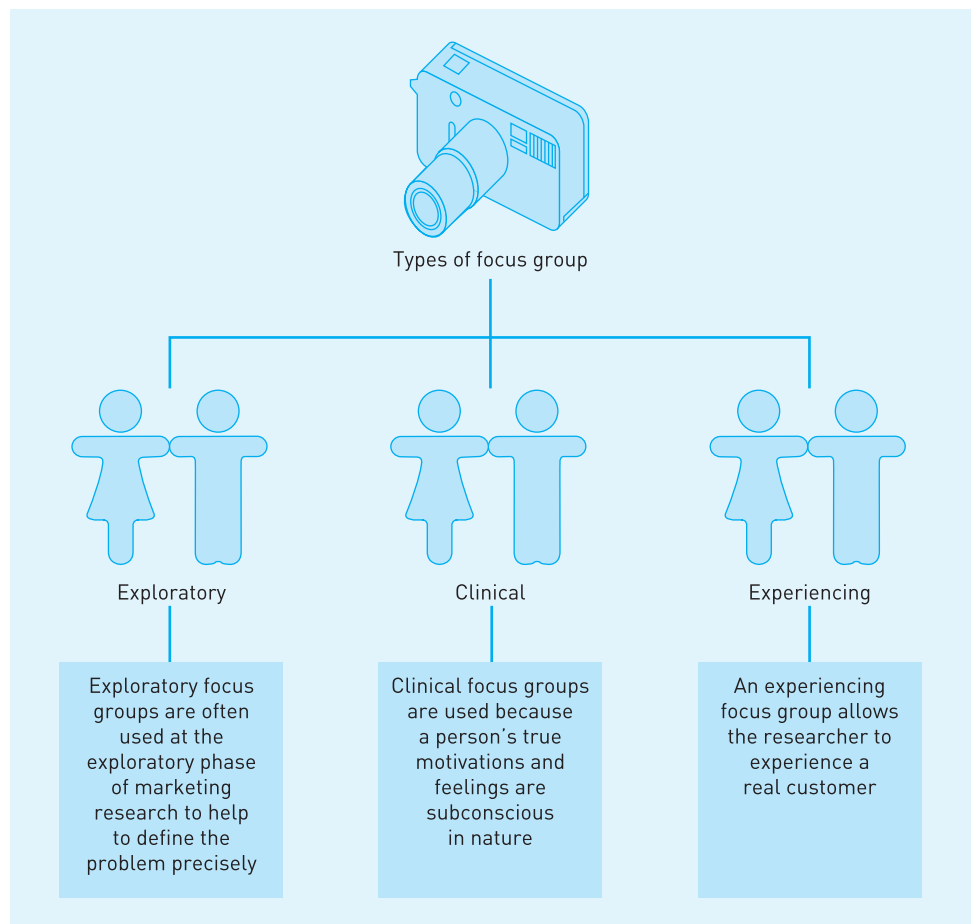 Types of focus group
Exploratory
Clinical
Experiencing
Exploratory focus
groups are often
used at the
exploratory phase
of marketing
research to help
to define the
problem precisely
Clinical focus groups
are used because
a person's true
motivations and
feelings are
subconscious
in nature
An experiencing
focus group allows
the researcher to
experience a
real customer